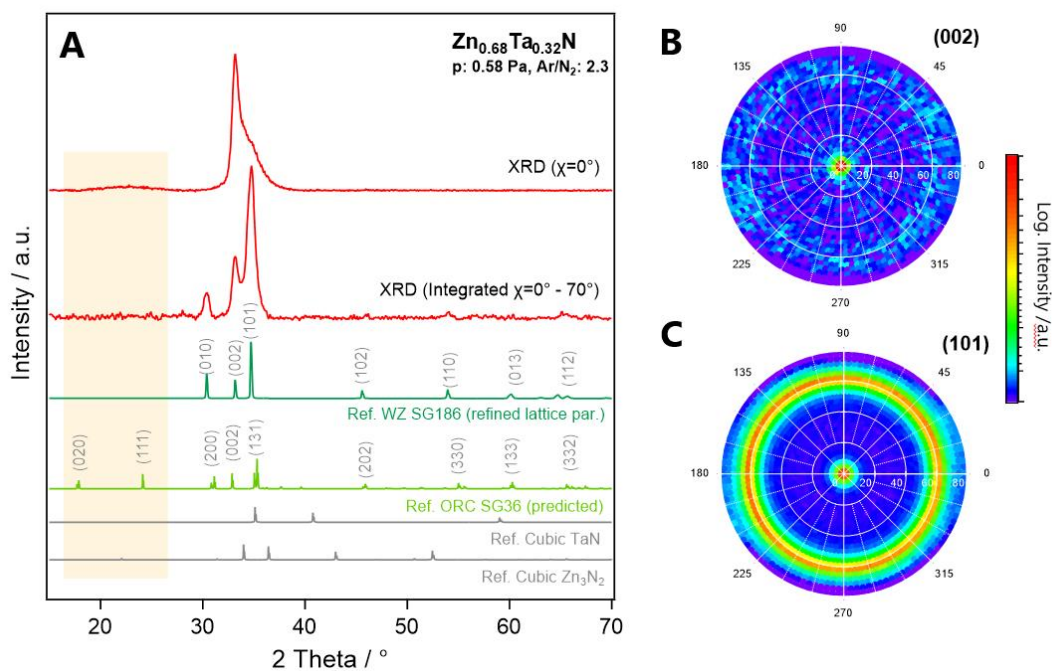 A
Zn0.68Ta0.32N
p: 0.58 Pa, Ar/N2: 2.3
XRD (χ=0°)
XRD (Integrated χ=0° - 70°)
(010)
(002)
(101)
(102)
(110)
(013)
(112)
Ref. WZ SG186 (refined lattice par.)
(020)
(111)
(200)
(002)
(131)
(202)
(330)
(133)
(332)
Ref. ORC SG36 (predicted)
Ref. Cubic TaN
Ref. Cubic Zn3N2
20 30 40 50 60 70
2 Theta / °
Intensity / a.u.
B
(002)
90
135 45
180 0 20 40 60 80 0
225 315
270
C
(101)
90
135 45
180 0 20 40 60 80 0
225 315
270
Log. Intensity /a.u.